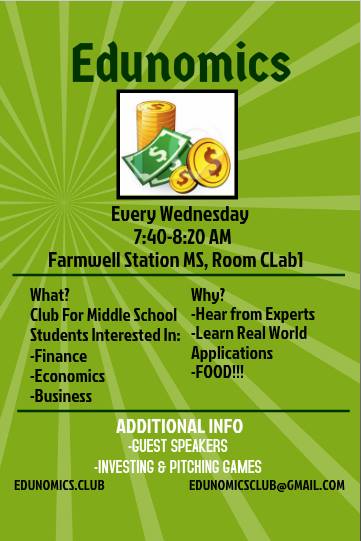 Edunomics
Every Wednesday
7:40-8:20 AM
Farmwell Station MS, Room CLab1
What?
Club For Middle School
Students Interested In:
-Finance
-Economics
-Business
Why?
-Hear from Experts
-Learn Real World
Applications
-FOOD!!!
ADDITIONAL INFO
-GUEST SPEAKERS
-INVESTING & PITCHING GAMES
EDUNOMICS.CLUB
EDUNOMICSCLUB@GMAIL.COM